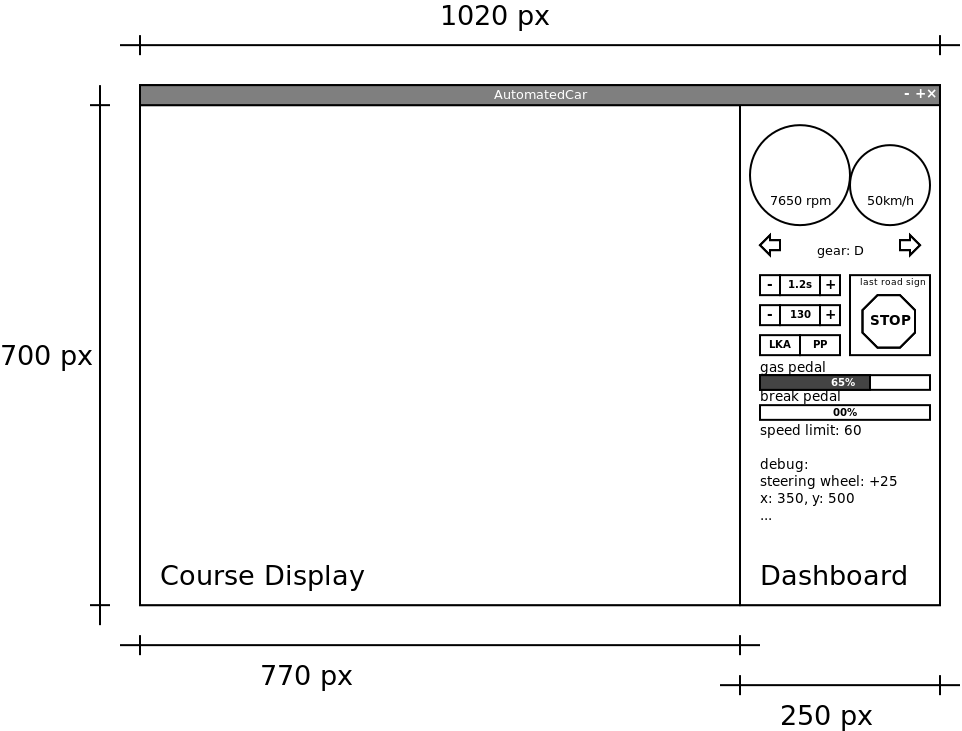 1020 px
AutomatedCar
- +×
7650 rpm
50km/h
gear: D
- 1.2s +
last road sign
- 130 +
STOP
LKA PP
gas pedal
65%
break pedal
00%
speed limit: 60
debug:
steering wheel: +25
x: 350, y: 500
...
700 px
Course Display
Dashboard
770 px
250 px